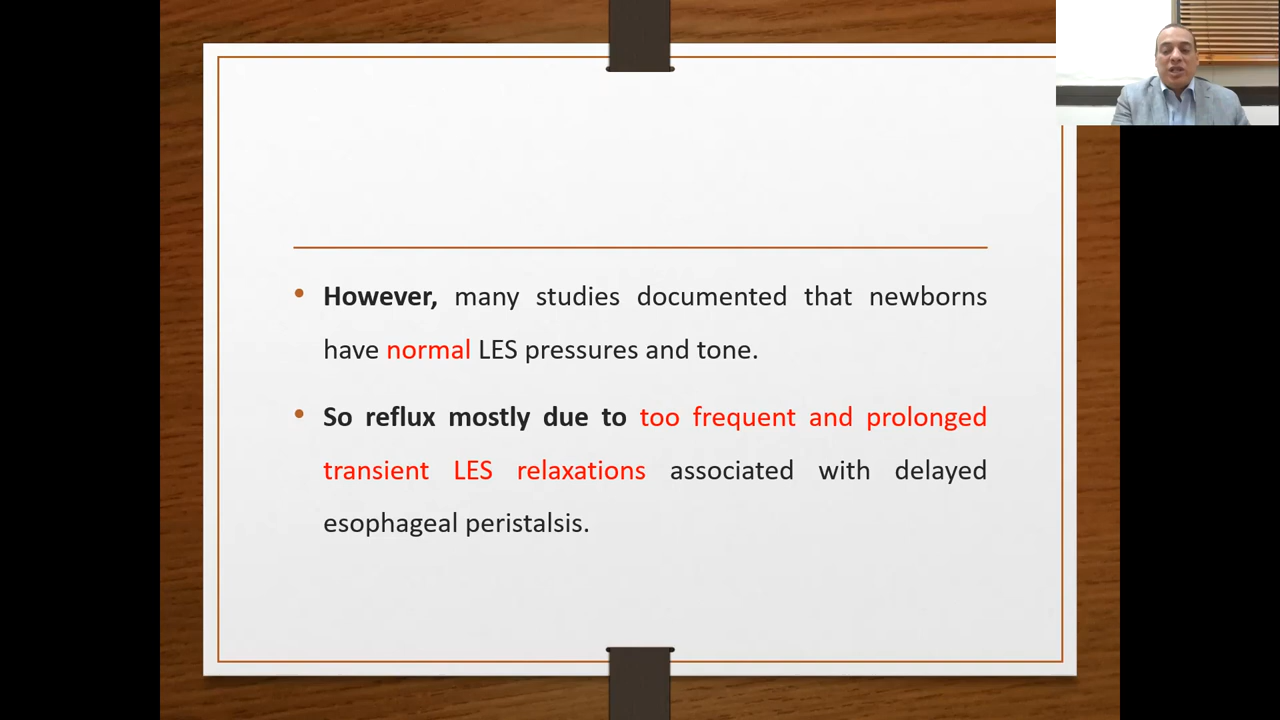 However, many studies documented that newborns
have normal LES pressures and tone.
So reflux mostly due to too frequent and prolonged
transient LES relaxations associated with delayed
esophageal peristalsis.